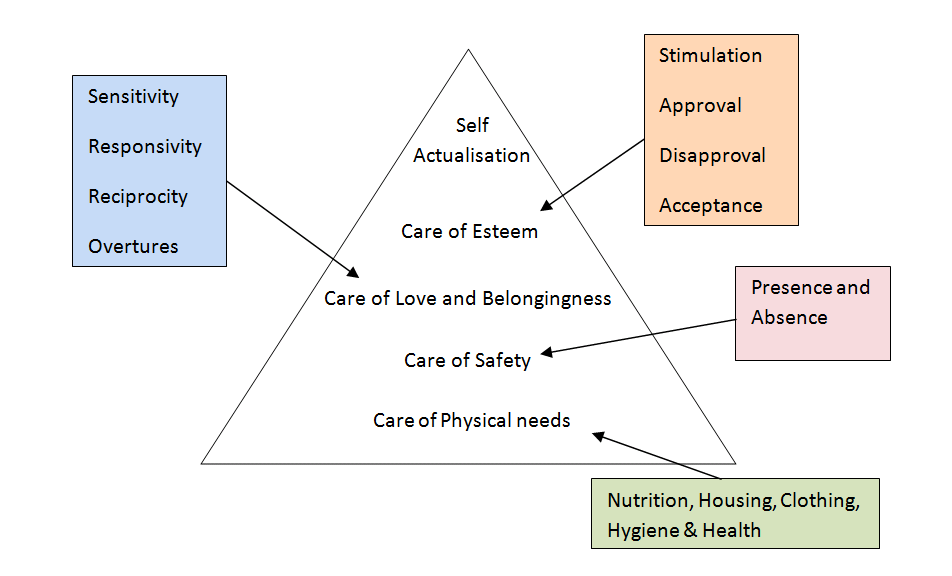 Sensitivity
Responsivity
Reciprocity
Overtures
Stimulation
Approval
Disapproval
Acceptance
Self
Actualisation
Care of Esteem
Care of Love and Belongingness
Care of Safety
Care of Physical needs
Presence and
Absence
Nutrition, Housing, Clothing,
Hygiene & Health